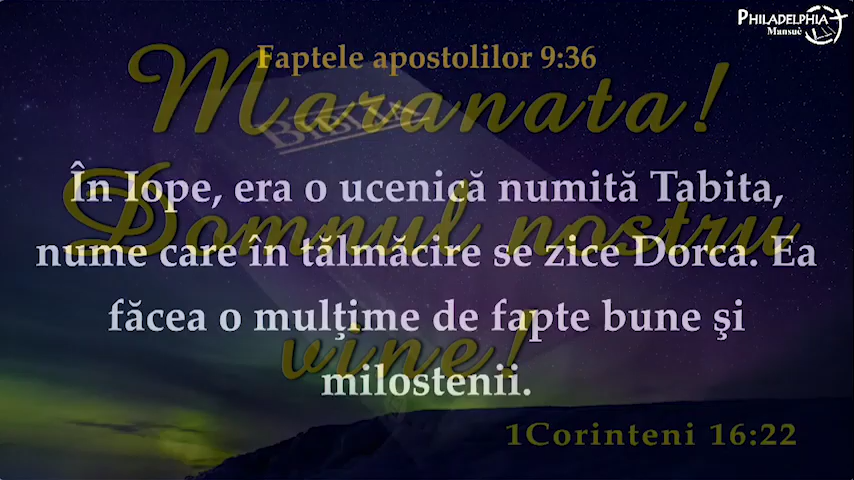 PHILADELPHIA
Mansuè
Faptele apostolilor 9:36
Maranata!
BIBLIA
În Iope, era o ucenică numită Tabita,
Domnul nostru
nume care în tălmăcire se zice Dorca. Ea
făcea o mulţime de fapte bune şi
vine!
milostenii.
1Corinteni 16:22